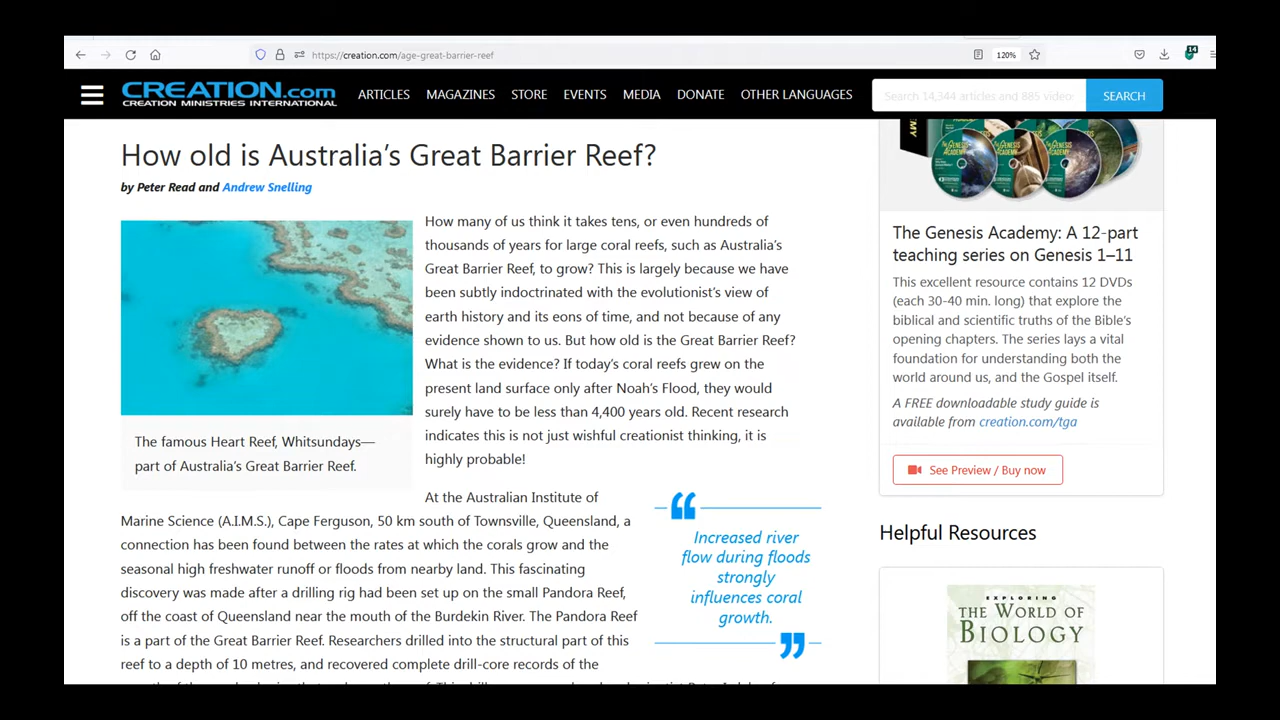 https://creation.com/age-great-barrier-reef
120%
14
CREATION.com
CREATION MINISTRIES INTERNATIONAL
ARTICLES
MAGAZINES
STORE
EVENTS
MEDIA
DONATE
OTHER LANGUAGES
Search 14,344 articles and 885 videos
SEARCH
How old is Australia's Great Barrier Reef?
by Peter Read and Andrew Snelling
The famous Heart Reef, Whitsundays—
part of Australia's Great Barrier Reef.
How many of us think it takes tens, or even hundreds of
thousands of years for large coral reefs, such as Australia's
Great Barrier Reef, to grow? This is largely because we have
been subtly indoctrinated with the evolutionist's view of
earth history and its eons of time, and not because of any
evidence shown to us. But how old is the Great Barrier Reef?
What is the evidence? If today's coral reefs grew on the
present land surface only after Noah's Flood, they would
surely have to be less than 4,400 years old. Recent research
indicates this is not just wishful creationist thinking, it is
highly probable!
At the Australian Institute of
Marine Science (A.I.M.S.), Cape Ferguson, 50 km south of Townsville, Queensland, a
connection has been found between the rates at which the corals grow and the
seasonal high freshwater runoff or floods from nearby land. This fascinating
discovery was made after a drilling rig had been set up on the small Pandora Reef,
off the coast of Queensland near the mouth of the Burdekin River. The Pandora Reef
is a part of the Great Barrier Reef. Researchers drilled into the structural part of this
reef to a depth of 10 metres, and recovered complete drill-core records of the
“
Increased river
flow during floods
strongly
influences coral
growth.
”
The Genesis Academy: A 12-part
teaching series on Genesis 1–11
This excellent resource contains 12 DVDs
(each 30-40 min. long) that explore the
biblical and scientific truths of the Bible's
opening chapters. The series lays a vital
foundation for understanding both the
world around us, and the Gospel itself.
A FREE downloadable study guide is
available from creation.com/tga
See Preview / Buy now
Helpful Resources
EXPLORING
THE WORLD OF
BIOLOGY